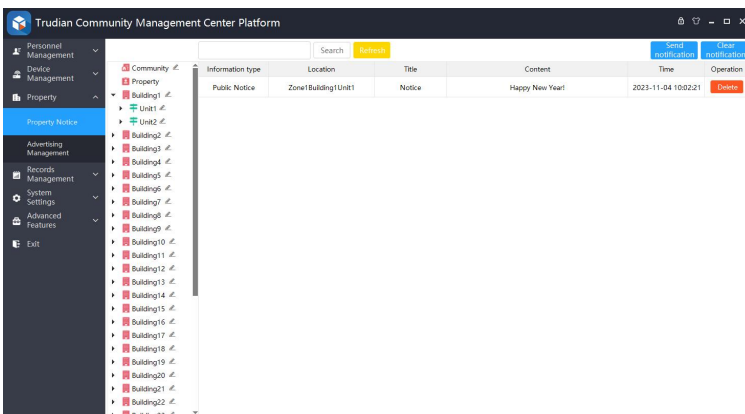 Trudian Community Management Center Platform
Personnel
Management
Device
Management
Property
Property Notice
Advertising
Management
Records
Management
System
Settings
Advanced
Features
Exit
Community
Property
Building1
Unit1
Unit2
Building2
Building3
Building4
Building5
Building6
Building7
Building8
Building9
Building10
Building11
Building12
Building13
Building14
Building15
Building16
Building17
Building18
Building19
Building20
Building21
Building22
Search Refresh
Send
notification
Clear
notification
Information type Location Title Content Time Operation
Public Notice Zone1Building1Unit1 Notice Happy New Year! 2023-11-04 10:02:21 Delete